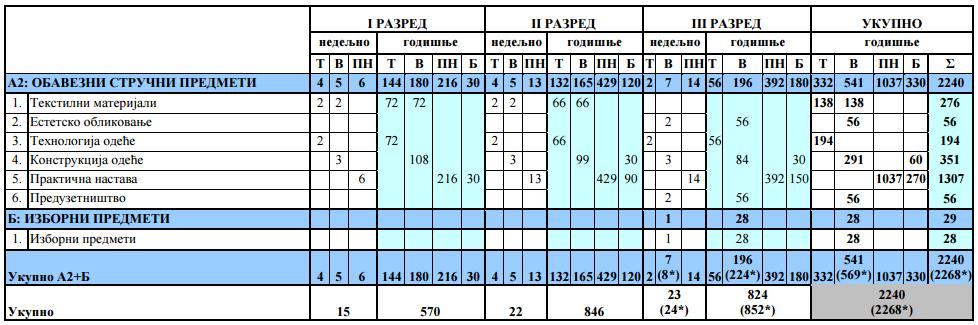 I РАЗРЕД II РАЗРЕД III РАЗРЕД УКУПНО
недељно годишње недељно годишње недељно годишње годишње
Т В ПН Т В ПН Б Т В ПН Т В ПН Б Т В ПН Т В ПН Б Т В ПН Б Σ
А2: ОБАВЕЗНИ СТРУЧНИ ПРЕДМЕТИ 4 5 6 144 180 216 30 4 5 13 132 165 429 120 2 7 14 56 196 392 180 332 541 1037 330 2240
1. Текстилни материјали 2 2 72 72 2 2 66 66 138 138 276
2. Естетско обликовање 2 56 56 56
3. Технологија одеће 2 72 2 66 2 56 194 194
4. Конструкција одеће 3 108 3 99 30 3 84 30 291 60 351
5. Практична настава 6 216 30 13 429 90 14 392 150 1037 270 1307
6. Предузетништво 2 56 56 56
Б: ИЗБОРНИ ПРЕДМЕТИ 1 28 28 29
1. Изборни предмети 1 28 28 28
Укупно А2+Б 4 5 6 144 180 216 30 4 5 13 132 165 429 120 2 7 (8*) 14 56 196 (224*) 392 180 332 541 (569*) 1037 330 2240 (2268*)
Укупно 15 570 22 846 23 (24*) 824 (852*) 2240 (2268*)